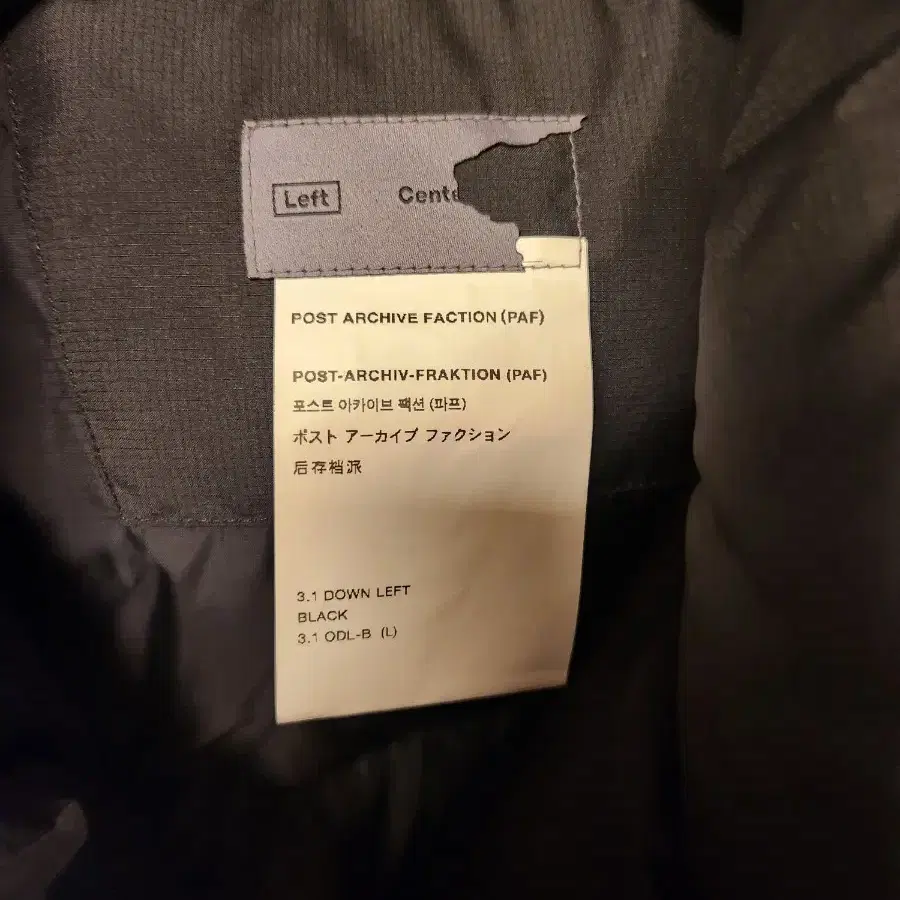 Left Cente
POST ARCHIVE FACTION (PAF)
POST-ARCHIV-FRAKTION (PAF)
포스트 아카이브 팩션 (파프)
ポスト アーカイブ ファクション
后存档派
3.1 DOWN LEFT
BLACK
3.1 ODL-B (L)